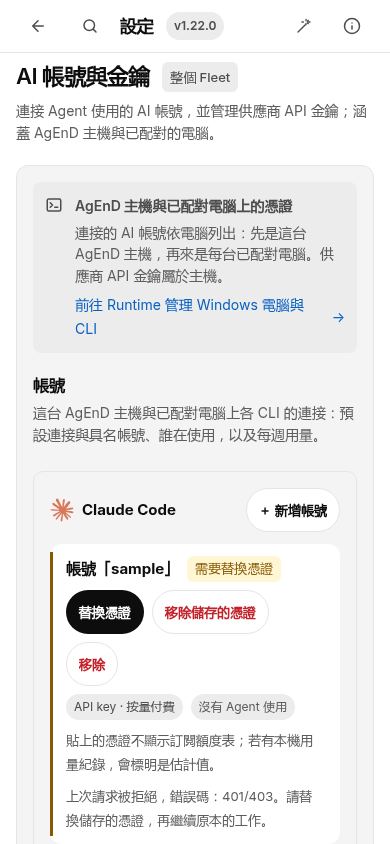 設定 v1.22.0
AI 帳號與金鑰 整個 Fleet
連接 Agent 使用的 AI 帳號，並管理供應商 API 金鑰；涵
蓋 AgEnD 主機與已配對的電腦。
AgEnD 主機與已配對電腦上的憑證
連接的 AI 帳號依電腦列出：先是這台
AgEnD 主機，再來是每台已配對電腦。供
應商 API 金鑰屬於主機。
前往 Runtime 管理 Windows 電腦與
CLI
帳號
這台 AgEnD 主機與已配對電腦上各 CLI 的連接：預
設連接與具名帳號、誰在使用，以及每週用量。
Claude Code
+ 新增帳號
帳號「sample」 需要替換憑證
替換憑證 移除儲存的憑證
移除
API key · 按量付費 沒有 Agent 使用
貼上的憑證不顯示訂閱額度表；若有本機用
量紀錄，會標明是估計值。
上次請求被拒絕，錯誤碼：401/403。請替
換儲存的憑證，再繼續原本的工作。